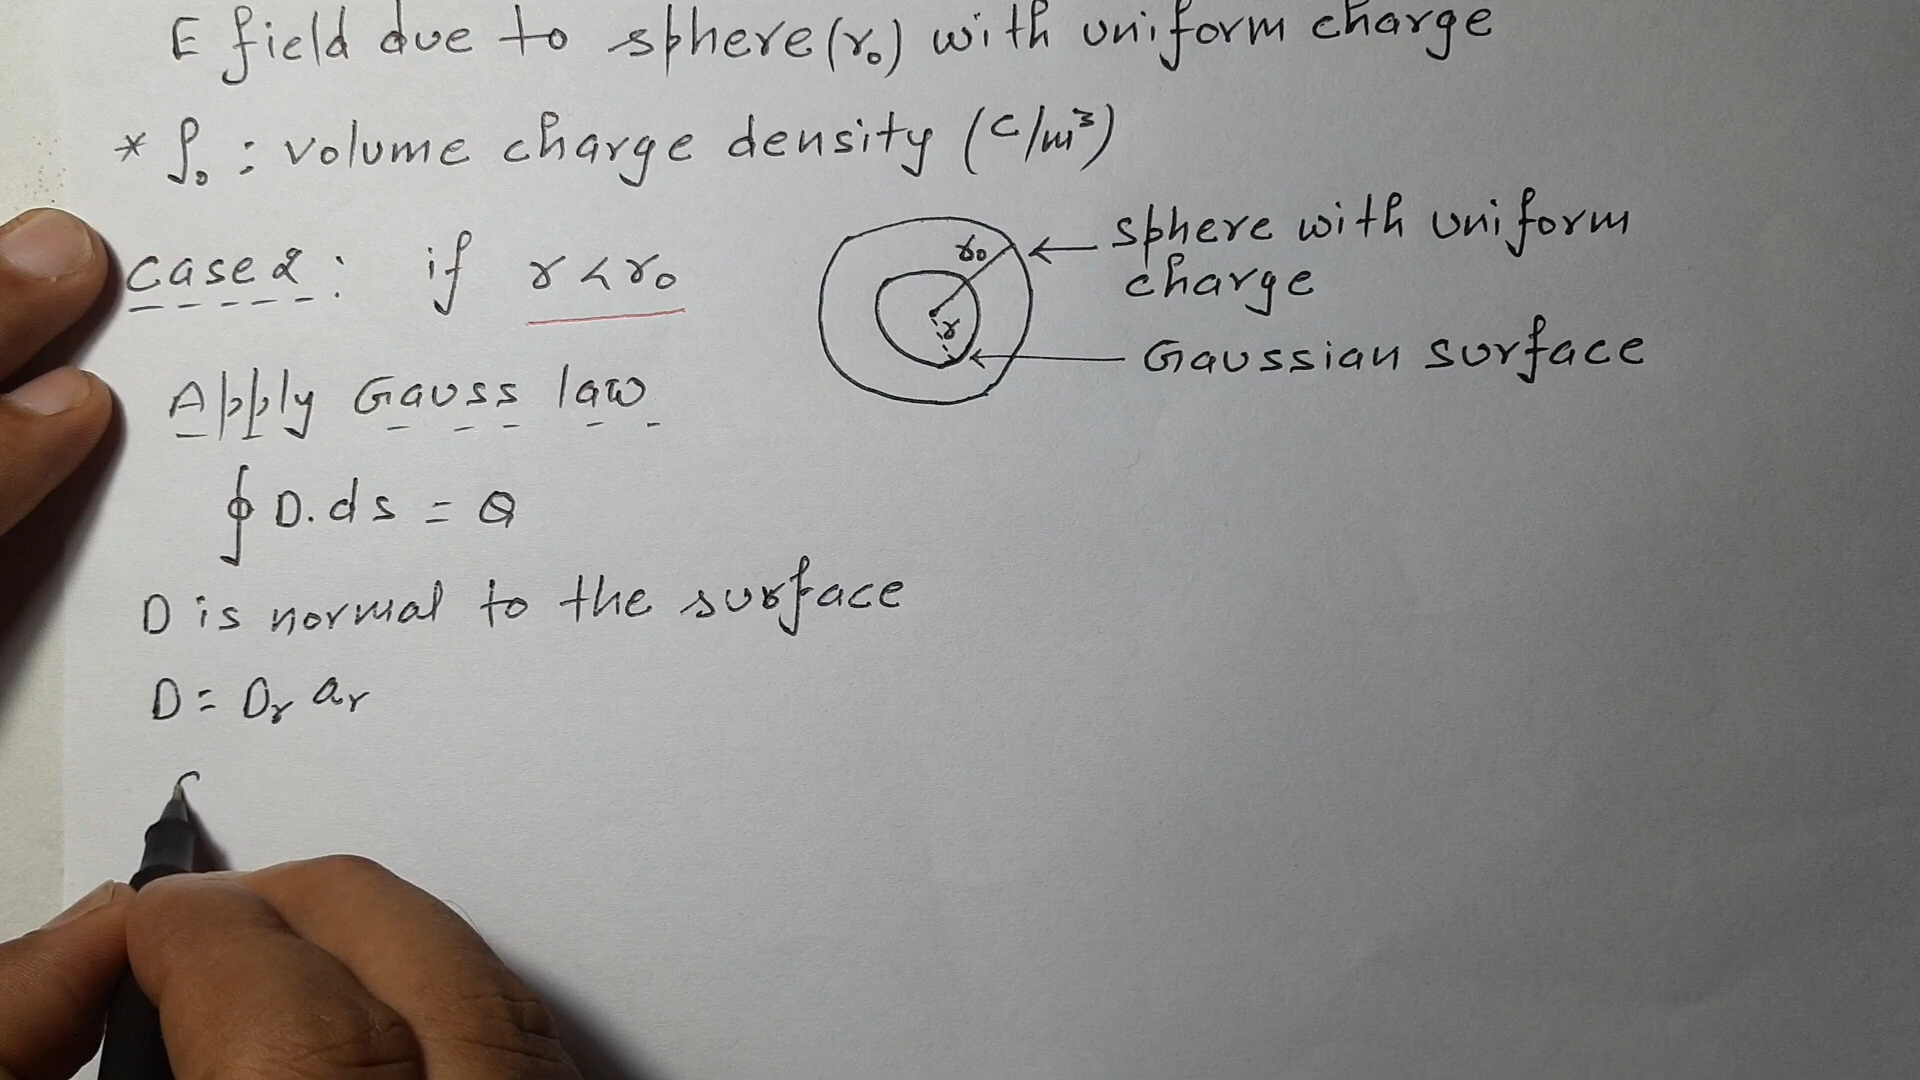 E field due to sphere (r₀) with uniform charge
* ρ₀ : volume charge density (C/m³)
Case 2 : if r < r₀
r₀
r
sphere with uniform
charge
Gaussian surface
Apply Gauss law
∮ D. ds = Q
D is normal to the surface
D = Dr ar